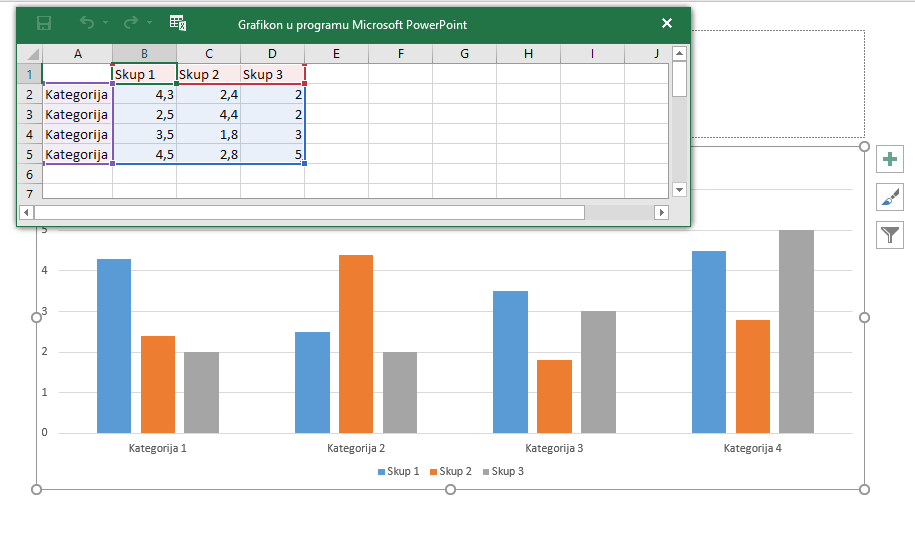 Grafikon u programu Microsoft PowerPoint
A B C D E F G H I J
1 Skup 1 Skup 2 Skup 3
2 Kategorija 4,3 2,4 2
3 Kategorija 2,5 4,4 2
4 Kategorija 3,5 1,8 3
5 Kategorija 4,5 2,8 5
6
7
5
4
3
2
1
0
Kategorija 1 Kategorija 2 Kategorija 3 Kategorija 4
Skup 1 Skup 2 Skup 3